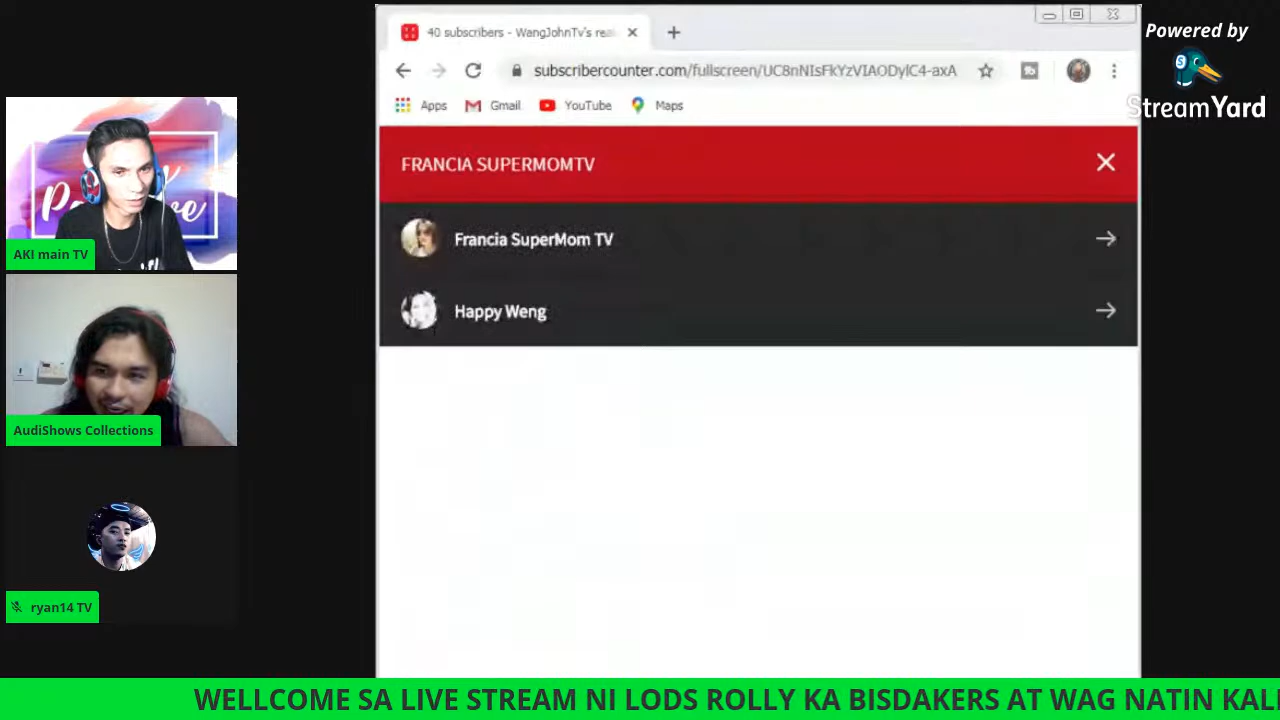 40 subscribers - WangJohnTv's rea
Powered by
StreamYard
subscribercounter.com/fullscreen/UC8nNIsFkYzVIAODylC4-axA
Apps
Gmail
YouTube
Maps
FRANCIA SUPERMOMTV
Francia SuperMom TV
Happy Weng
AKI main TV
AudiShows Collections
ryan14 TV
WELLCOME SA LIVE STREAM NI LODS ROLLY KA BISDAKERS AT WAG NATIN KAL